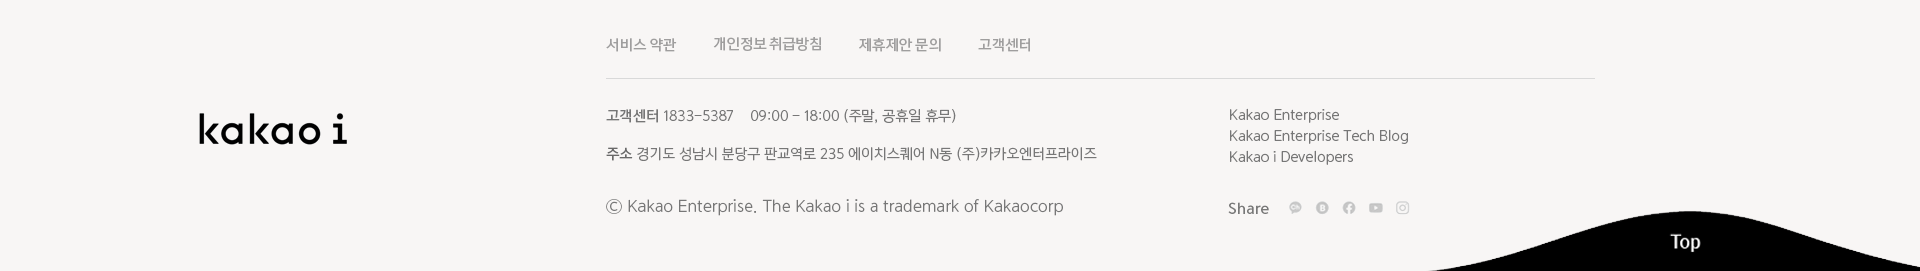 서비스 약관 개인정보 취급방침 제휴제안 문의 고객센터
kakao i
고객센터 1833-5387 09:00 - 18:00 (주말, 공휴일 휴무)
주소 경기도 성남시 분당구 판교역로 235 에이치스퀘어 N동 (주)카카오엔터프라이즈
ⓒ Kakao Enterprise. The Kakao i is a trademark of Kakaocorp
Kakao Enterprise
Kakao Enterprise Tech Blog
Kakao i Developers
Share
Top